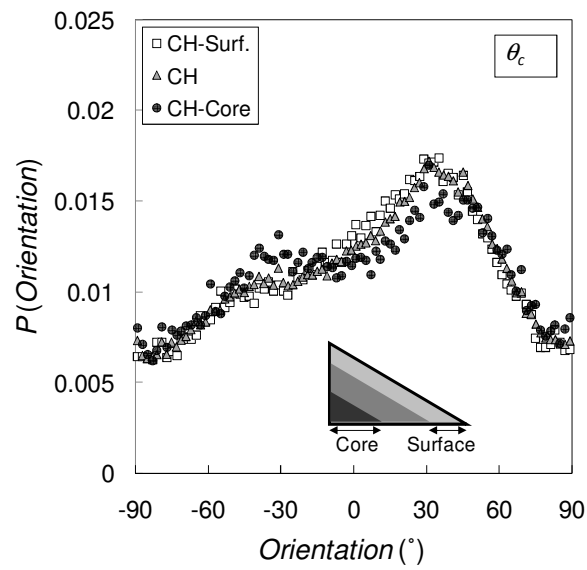 0.025
0.02
0.015
0.01
0.005
0
P(Orientation)
CH-Surf.
CH
CH-Core
θc
Core
Surface
-90
-60
-30
0
30
60
90
Orientation (°)